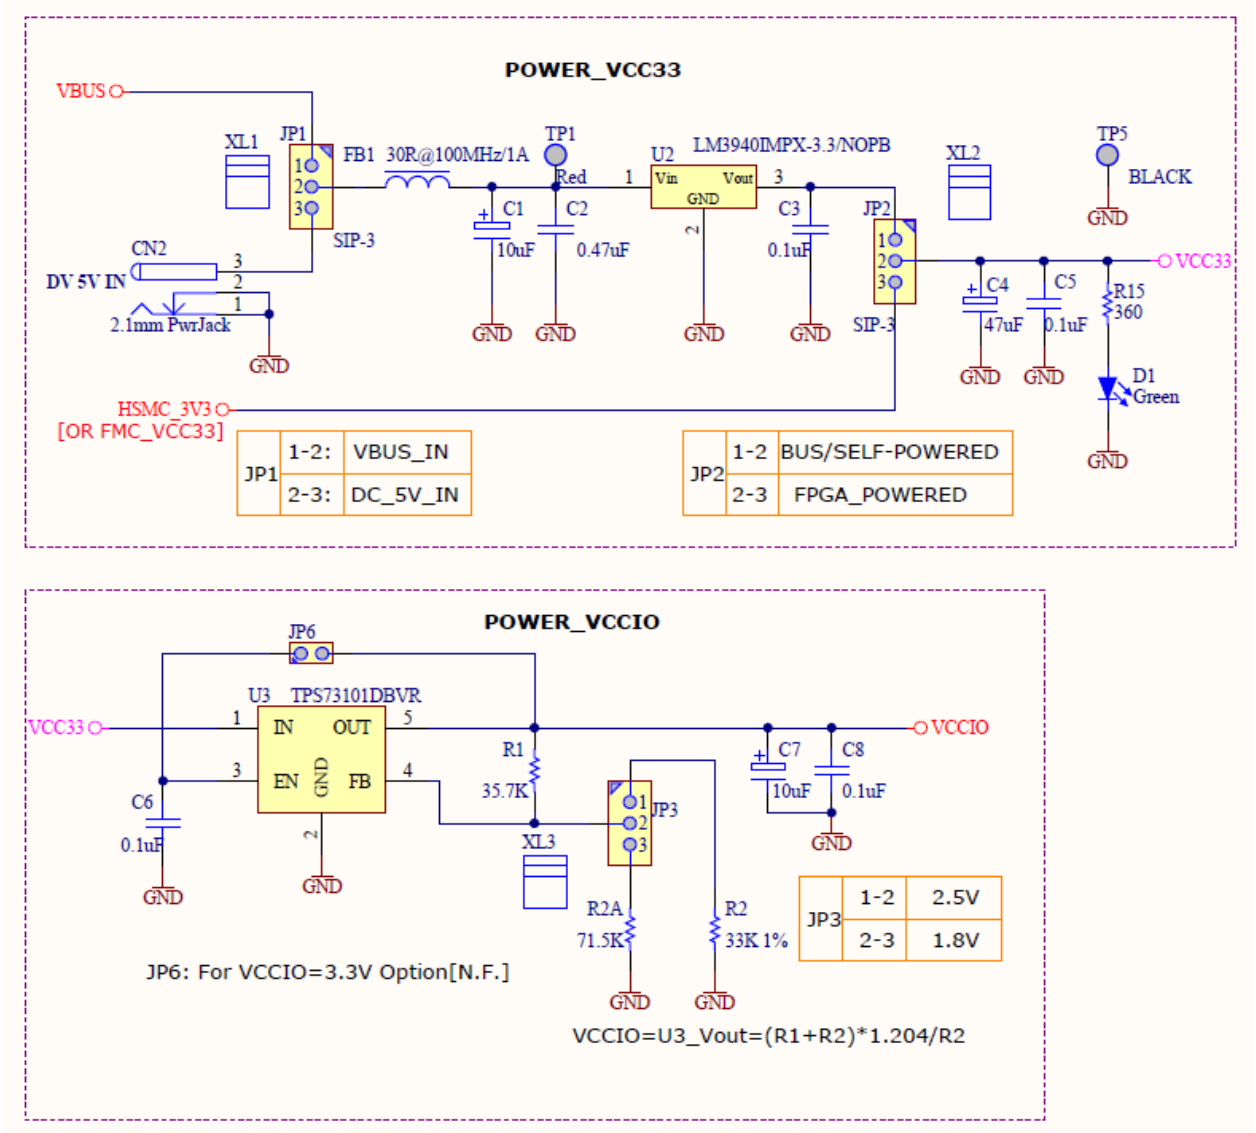 POWER_VCC33
VBUS
XL1
JP1
1
2
3
SIP-3
FB1 30R@100MHz/1A
TP1
Red
C1
10uF
C2
0.47uF
LM3940IMPX-3.3/NOPB
U2
1
Vin
Vout
3
GND
2
C3
0.1uF
XL2
JP2
1
2
3
SIP-3
TP5
BLACK
GND
VCC33
CN2
DV 5V IN
3
2
1
2.1mm PwrJack
GND
GND
GND
GND
GND
C4
47uF
C5
0.1uF
R15
360
GND
GND
D1
Green
GND
HSMC_3V3
[OR FMC_VCC33]
JP1
1-2: VBUS_IN
2-3: DC_5V_IN
JP2
1-2 BUS/SELF-POWERED
2-3 FPGA_POWERED
POWER_VCCIO
JP6
U3 TPS73101DBVR
VCC33
1
IN
OUT
5
3
EN
GND
FB
4
2
GND
C6
0.1uF
GND
R1
35.7K
XL3
JP3
1
2
3
R2A
71.5K
GND
R2
33K 1%
GND
C7
10uF
C8
0.1uF
GND
VCCIO
JP3
1-2 2.5V
2-3 1.8V
JP6: For VCCIO=3.3V Option[N.F.]
VCCIO=U3_Vout=(R1+R2)*1.204/R2